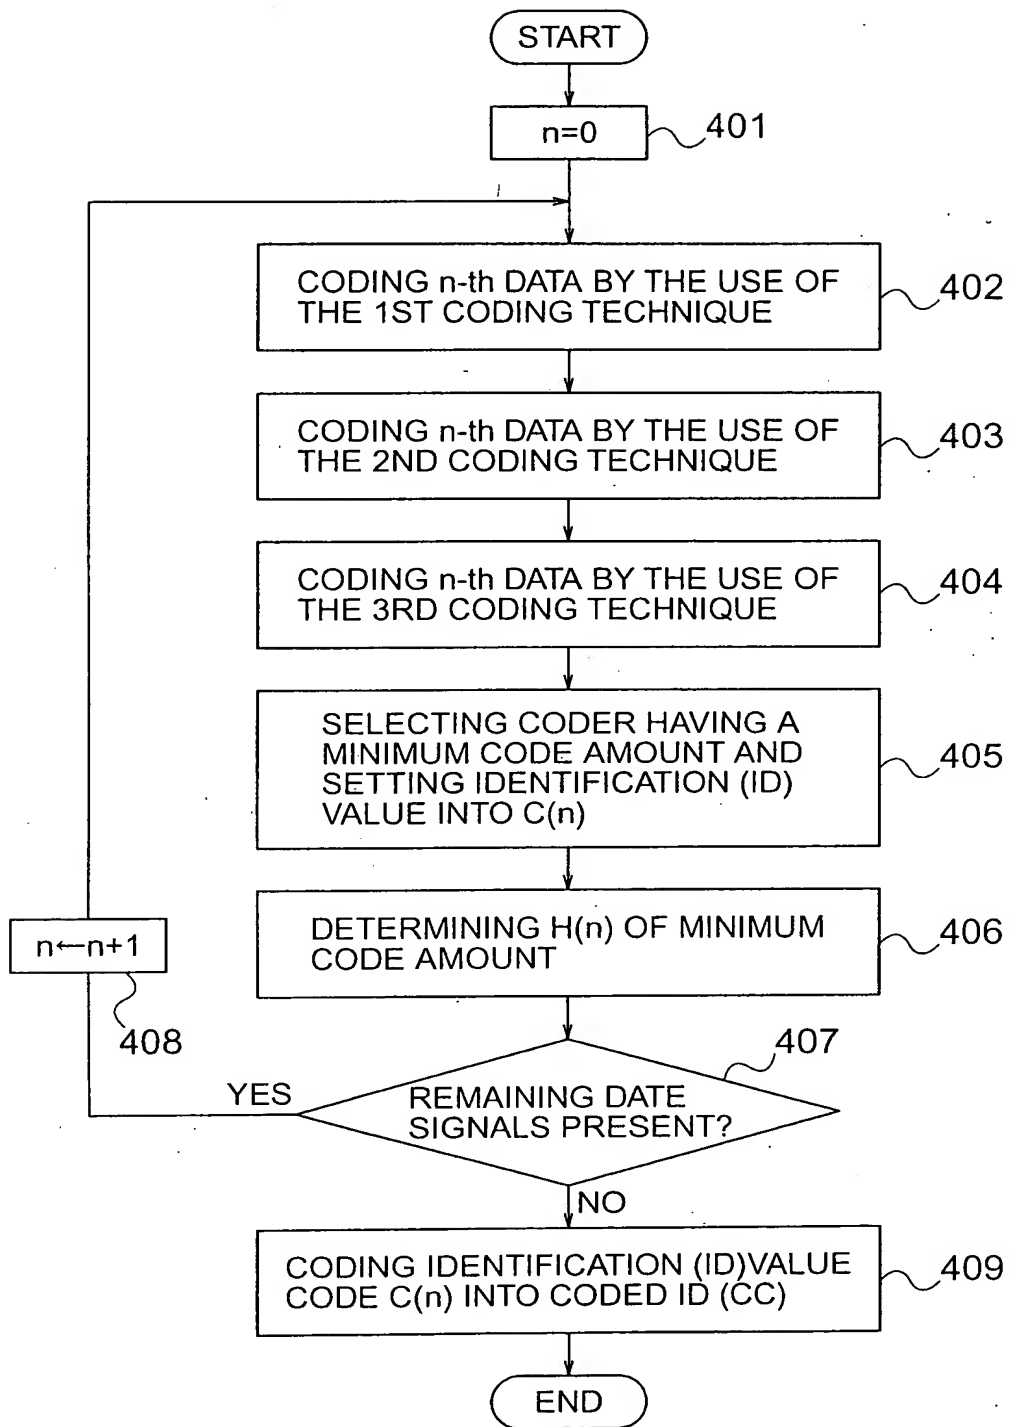 START
n=0
401
CODING n-th DATA BY THE USE OF
THE 1ST CODING TECHNIQUE
402
CODING n-th DATA BY THE USE OF
THE 2ND CODING TECHNIQUE
403
CODING n-th DATA BY THE USE OF
THE 3RD CODING TECHNIQUE
404
SELECTING CODER HAVING A
MINIMUM CODE AMOUNT AND
SETTING IDENTIFICATION (ID)
VALUE INTO C(n)
405
DETERMINING H(n) OF MINIMUM
CODE AMOUNT
406
n←n+1
408
407
YES
REMAINING DATE
SIGNALS PRESENT?
NO
CODING IDENTIFICATION (ID)VALUE
CODE C(n) INTO CODED ID (CC)
409
END